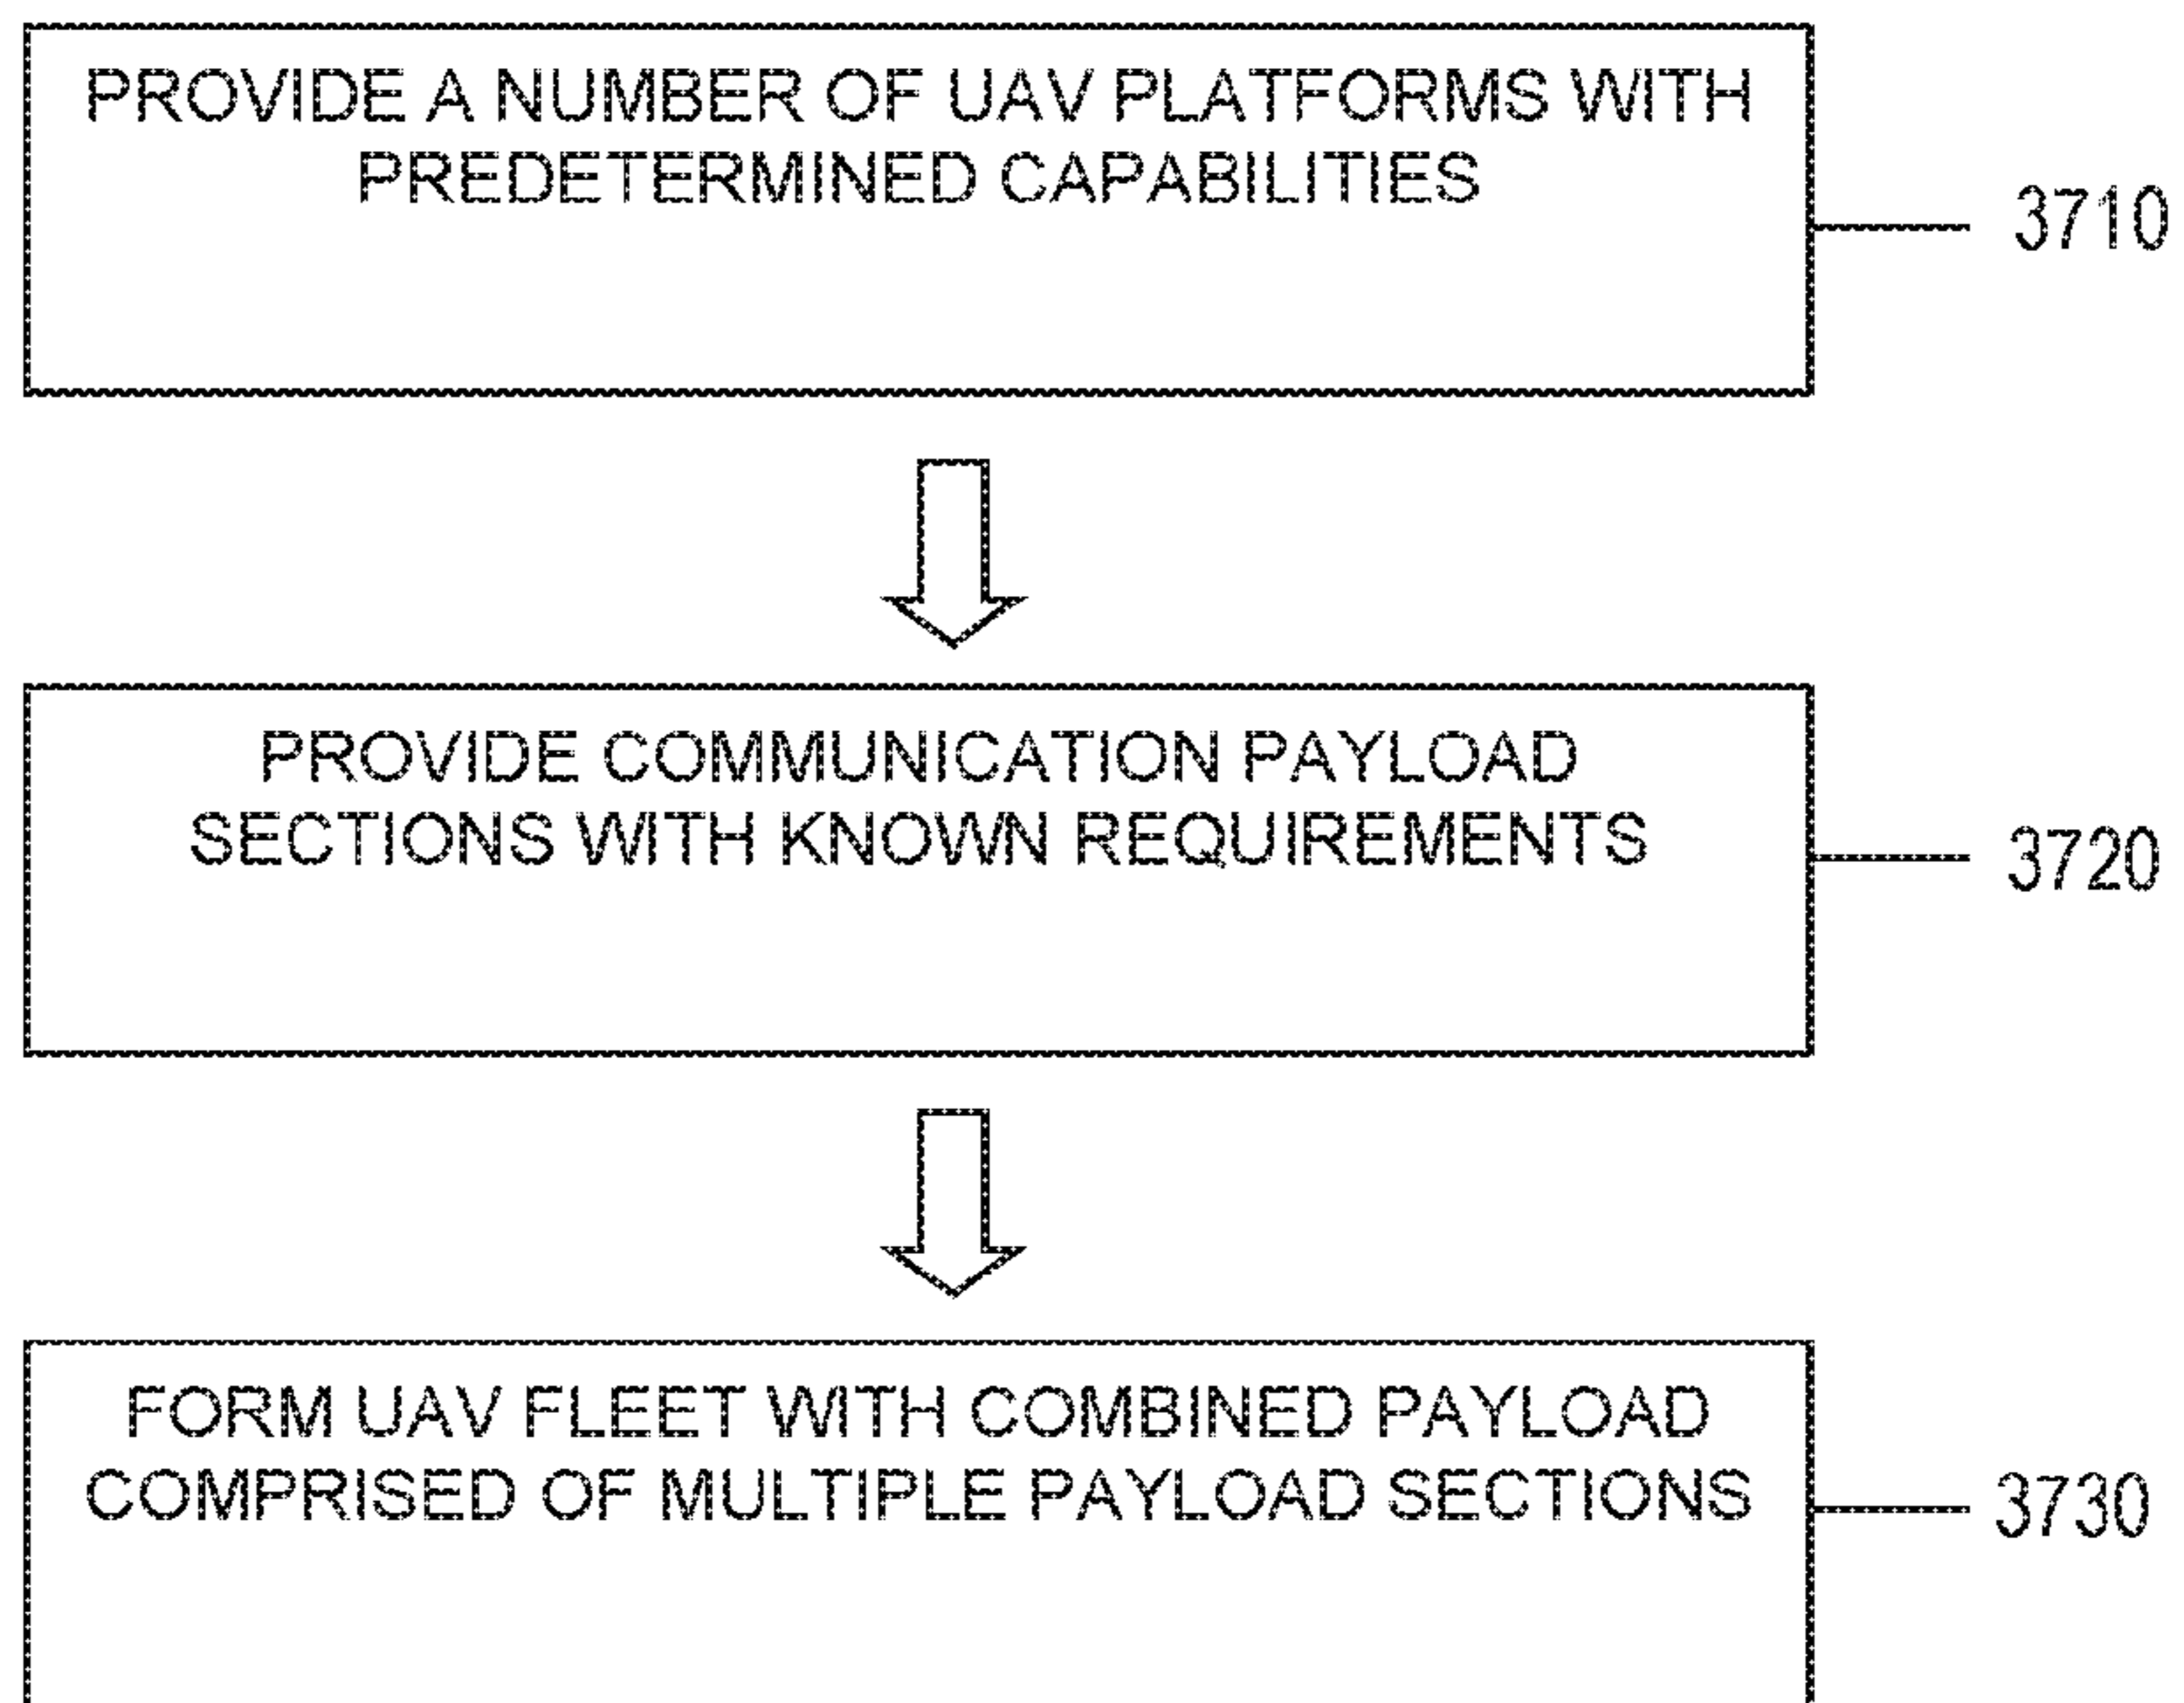 PROVIDE A NUMBER OF UAV PLATFORMS WITH
PREDETERMINED CAPABILITIES
3710
PROVIDE COMMUNICATION PAYLOAD
SECTIONS WITH KNOWN REQUIREMENTS
3720
FORM UAV FLEET WITH COMBINED PAYLOAD
COMPRISED OF MULTIPLE PAYLOAD SECTIONS
3730